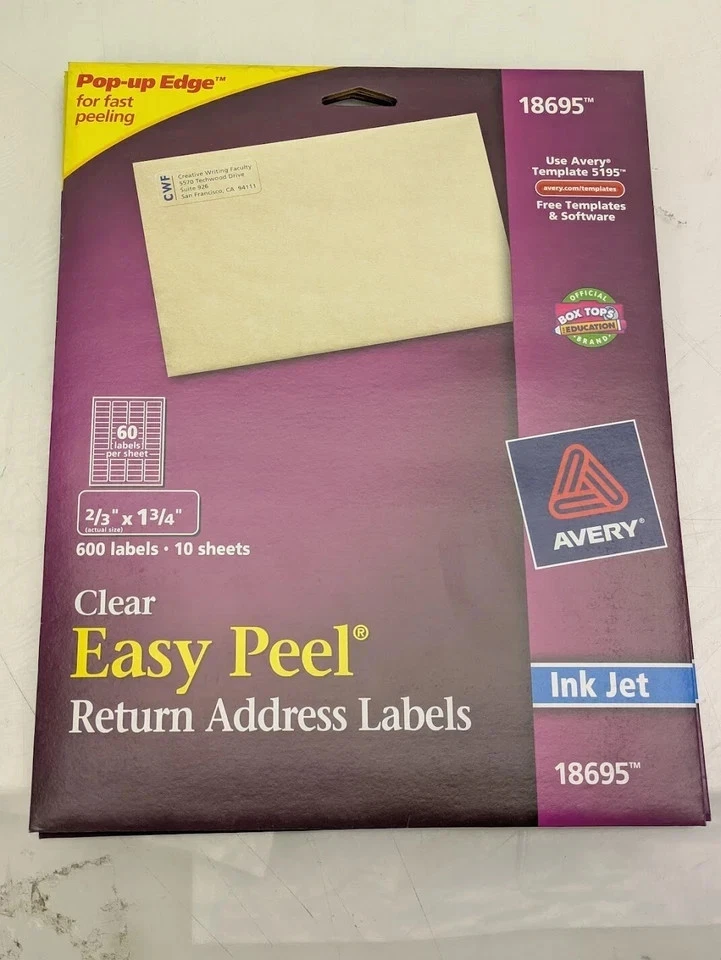 Pop-up Edge™
for fast
peeling
18695™
Use Avery®
Template 5195™
avery.com/templates
Free Templates
& Software
CWF
Creative Writing Faculty
5570 Techwood Drive
Suite 926
San Francisco, CA 94111
OFFICIAL
BOX TOPS
FOR EDUCATION
BRAND
60
labels
per sheet
2/3" x 1 3/4"
(actual size)
600 labels • 10 sheets
AVERY®
Clear
Easy Peel®
Return Address Labels
Ink Jet
18695™